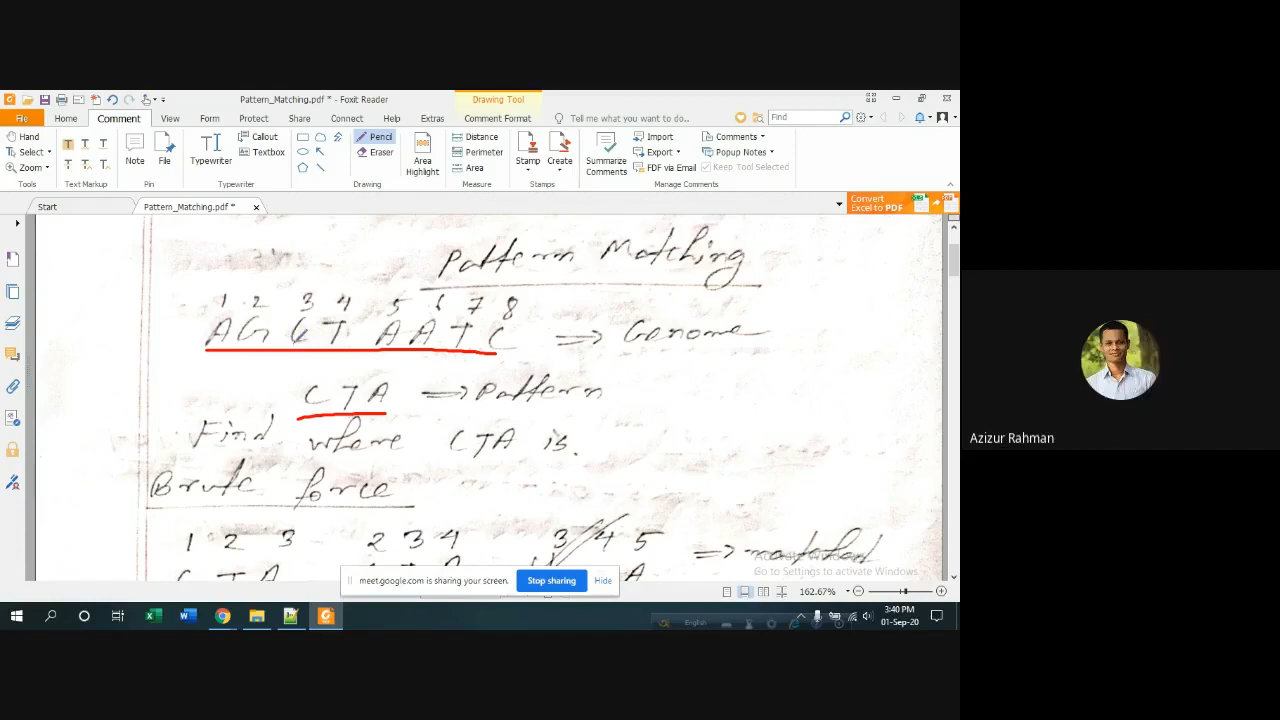 Pattern_Matching.pdf * - Foxit Reader
Drawing Tool
File Home Comment View Form Protect Share Connect Help Extras Comment Format Tell me what you want to do.. Find
Hand
Select
Zoom
Tools
Text Markup
Note
File
Pin
Typewriter
Callout
Textbox
Typewriter
Pencil
Eraser
Drawing
Area Highlight
Distance
Perimeter
Area
Measure
Stamp
Create
Stamps
Summarize Comments
Import
Export
FDF via Email
Comments
Popup Notes
Keep Tool Selected
Manage Comments
Start
Pattern_Matching.pdf *
Convert
Excel to PDF
Pattern Matching
1 2 3 4 5 6 7 8
A G C T A A T C => Genome
C T A => Pattern
Find where CTA is.
Brute force
1 2 3 2 3 4 3 4 5 => matched
C T A
A
A
Activate Windows
Go to Settings to activate Windows.
meet.google.com is sharing your screen. Stop sharing Hide
162.67%
English
3:40 PM
01-Sep-20
Azizur Rahman